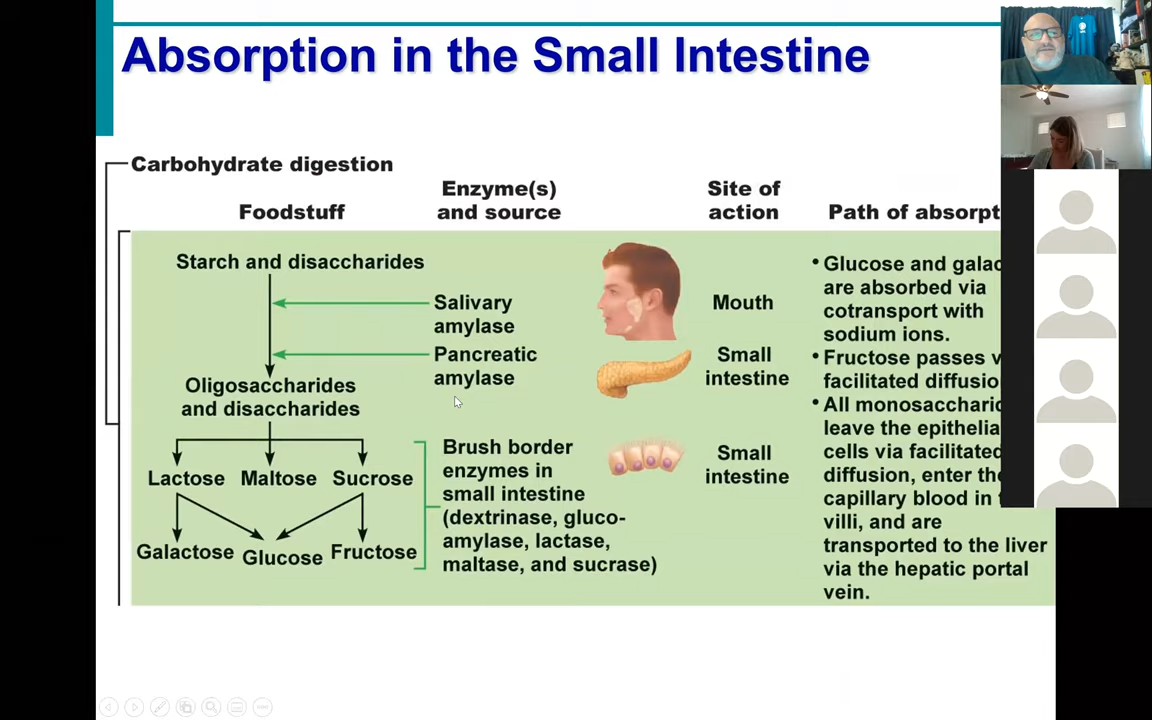 Absorption in the Small Intestine
Carbohydrate digestion
Foodstuff
Enzyme(s)
and source
Site of
action
Path of absorpt
Starch and disaccharides
Salivary
amylase
Mouth
Pancreatic
amylase
Small
intestine
Oligosaccharides
and disaccharides
Lactose Maltose Sucrose
Galactose Glucose Fructose
Brush border
enzymes in
small intestine
(dextrinase, gluco-
amylase, lactase,
maltase, and sucrase)
Small
intestine
• Glucose and galac
are absorbed via
cotransport with
sodium ions.
• Fructose passes v
facilitated diffusio
• All monosaccharid
leave the epithelia
cells via facilitated
diffusion, enter the
capillary blood in
villi, and are
transported to the liver
via the hepatic portal
vein.